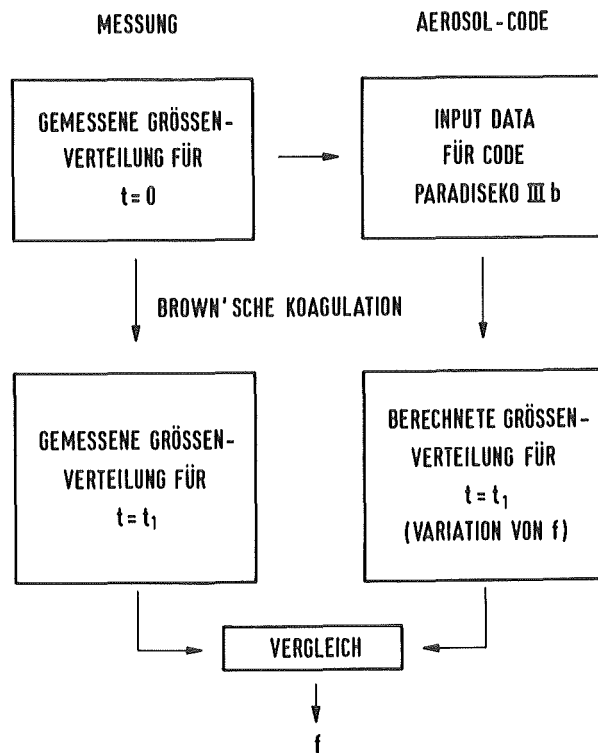 MESSUNG
AEROSOL-CODE
GEMESSENE GRÖSSEN-
VERTEILUNG FÜR
t=0
INPUT DATA
FÜR CODE
PARADISEKO III b
BROWN'SCHE KOAGULATION
GEMESSENE GRÖSSEN-
VERTEILUNG FÜR
t=t₁
BERECHNETE GRÖSSEN-
VERTEILUNG FÜR
t=t₁
(VARIATION VON f)
VERGLEICH
f